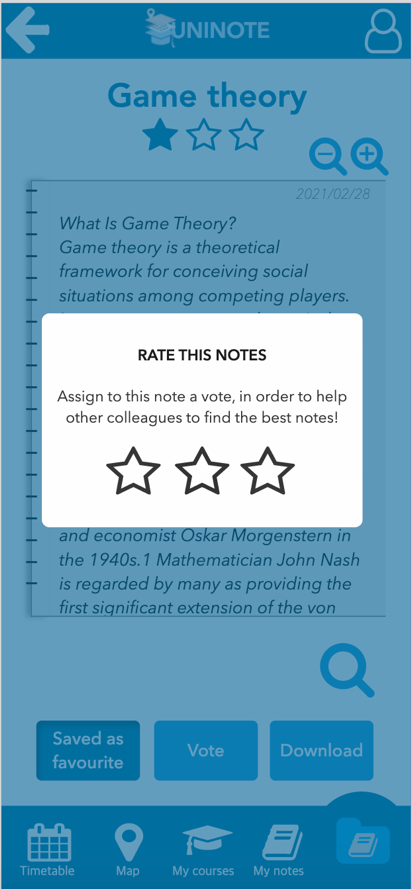 UNINOTE
Game theory
2021/02/28
What Is Game Theory?
Game theory is a theoretical
framework for conceiving social
situations among competing players.
RATE THIS NOTES
Assign to this note a vote, in order to help
other colleagues to find the best notes!
and economist Oskar Morgenstern in
the 1940s.1 Mathematician John Nash
is regarded by many as providing the
first significant extension of the von
Saved as
favourite
Vote
Download
Timetable
Map
My courses
My notes